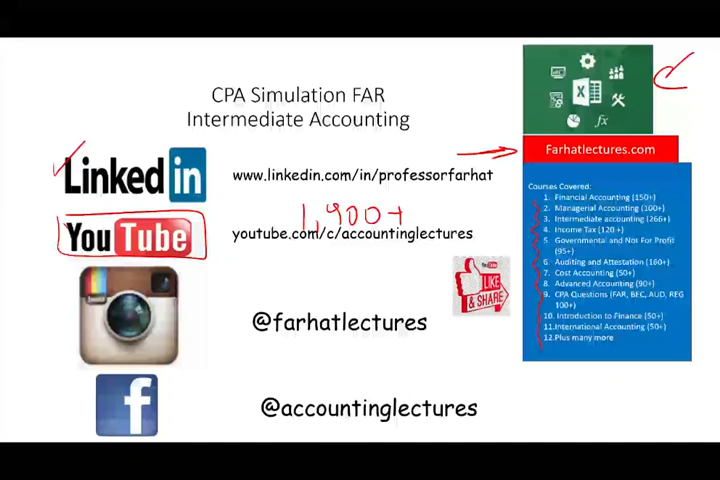 CPA Simulation FAR
Intermediate Accounting
Linked in
www.linkedin.com/in/professorfarhat
1,900+
YouTube
youtube.com/c/accountinglectures
@farhatlectures
@accountinglectures
X
fx
Farhatlectures.com
Courses Covered:
1. Financial Accounting (150+)
2. Managerial Accounting (100+)
3. Intermediate accounting (266+)
4. Income Tax (120 +)
5. Governmental and Not For Profit
(95+)
6. Auditing and Attestation (160+)
7. Cost Accounting (50+)
8. Advanced Accounting (90+)
9. CPA Questions (FAR, BEC, AUD, REG
100+)
10. Introduction to Finance (50+)
11.International Accounting (50+)
12.Plus many more
LIKE
& SHARE
f